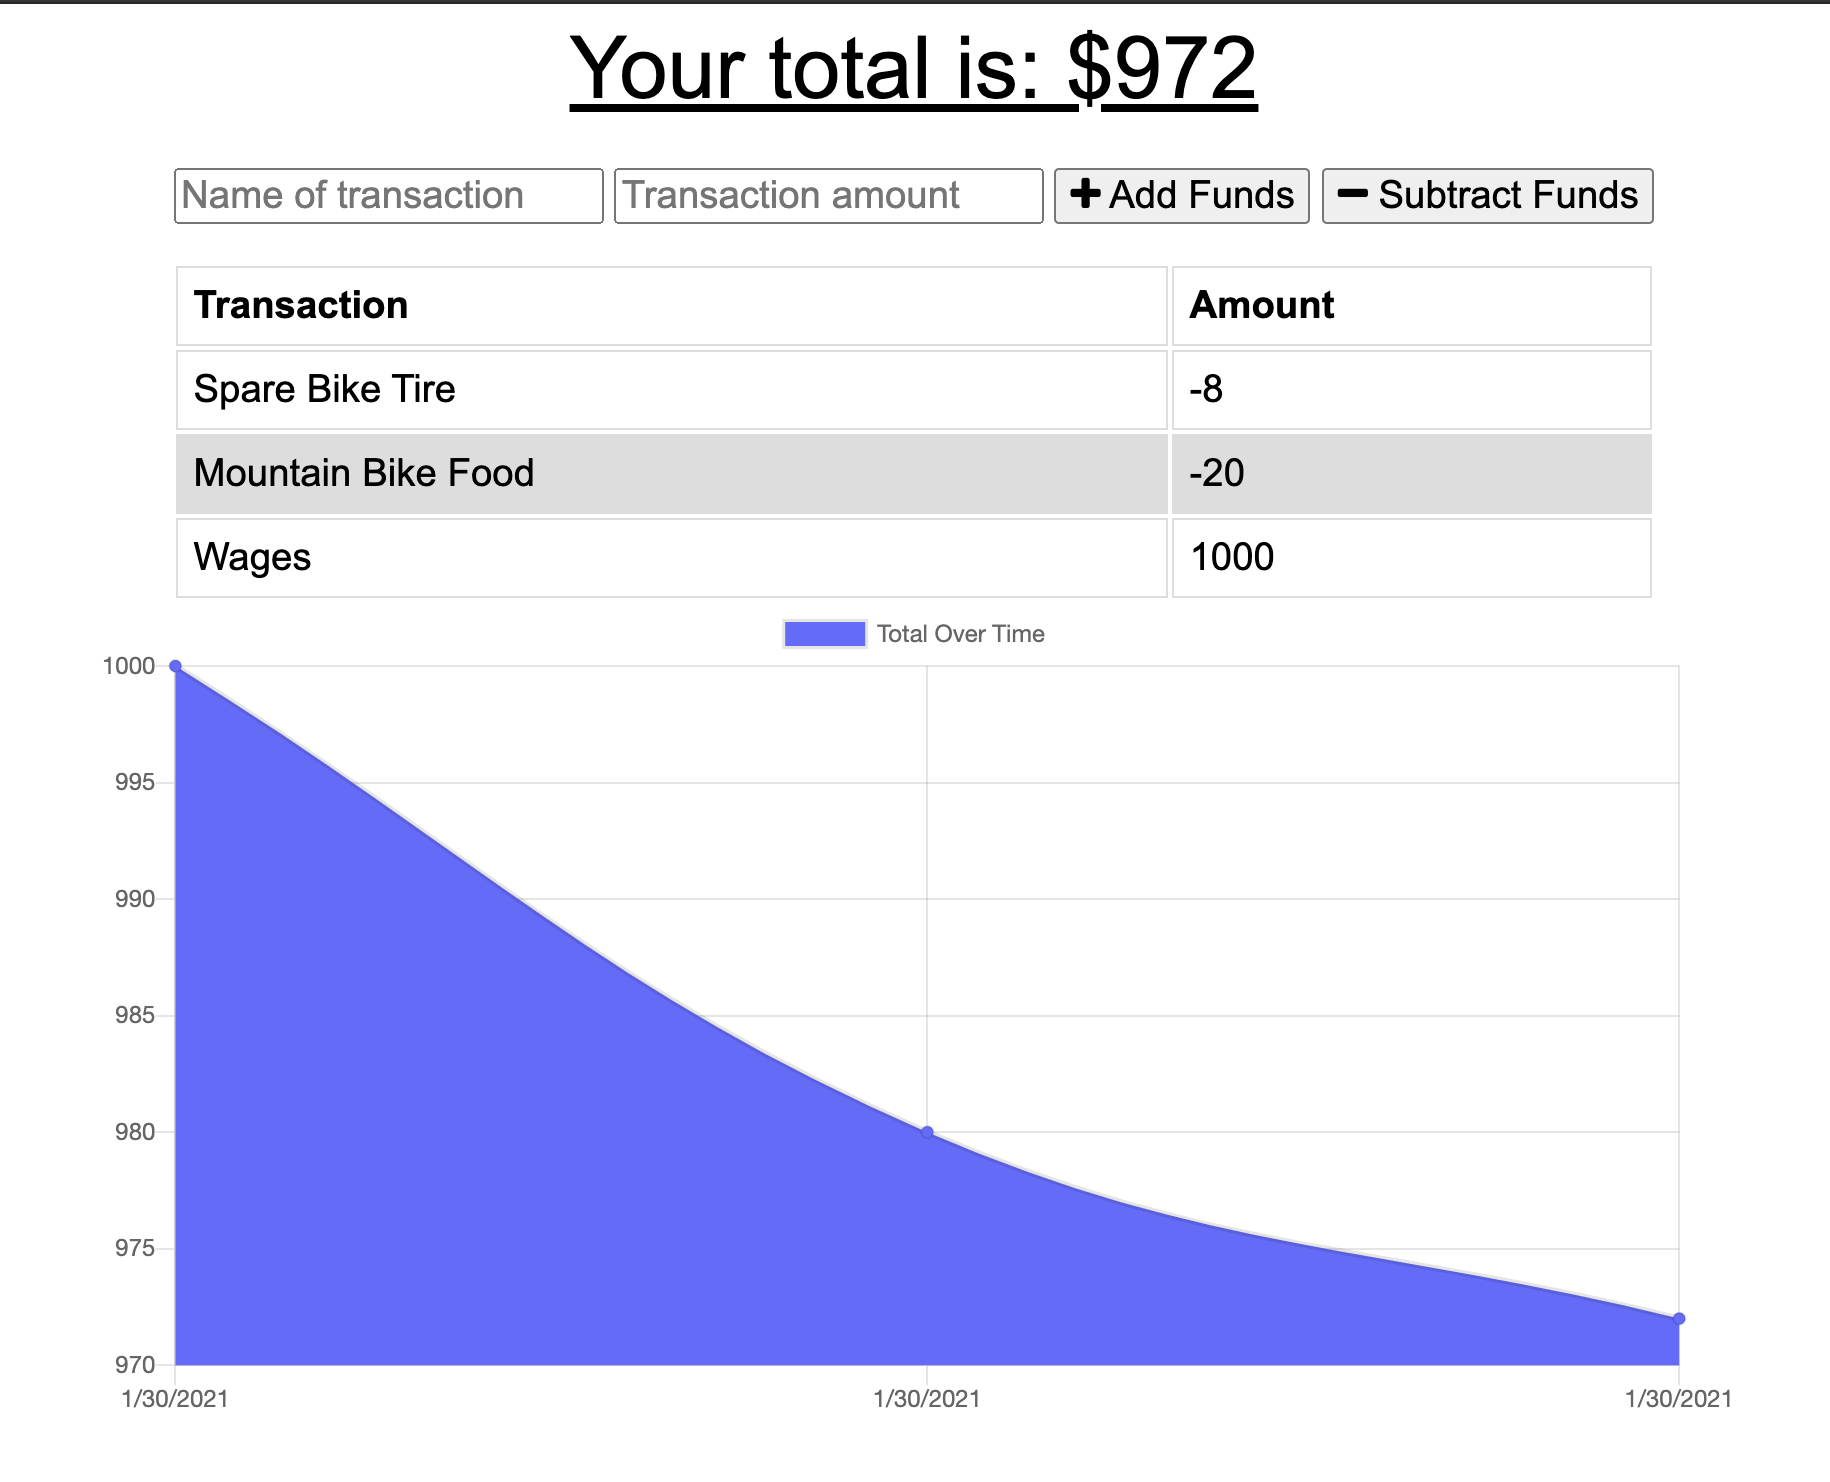 Your total is: $972
Name of transaction Transaction amount Add Funds Subtract Funds
Transaction Amount
Spare Bike Tire -8
Mountain Bike Food -20
Wages 1000
Total Over Time
1000
995
990
985
980
975
970
1/30/2021 1/30/2021 1/30/2021